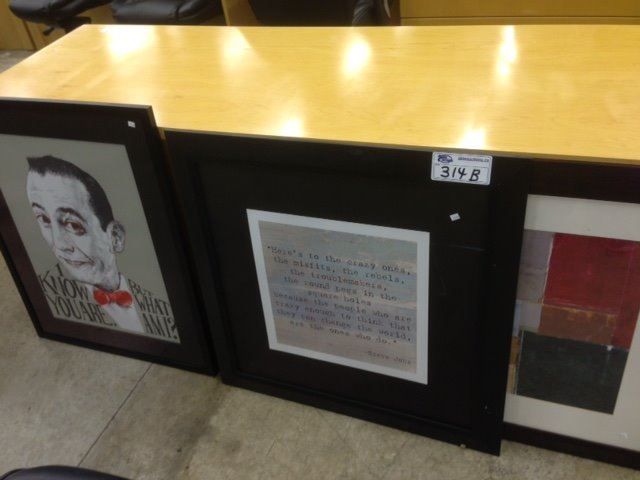 314 B
I KNOW
YOU ARE!
BUT
WHAT
AM I?
"Here's to the crazy ones,
the misfits, the rebels,
the troublemakers,
the round pegs in the
square holes
because the people who are
crazy enough to think that
they can change the world,
are the ones who do."
-Steve Jobs